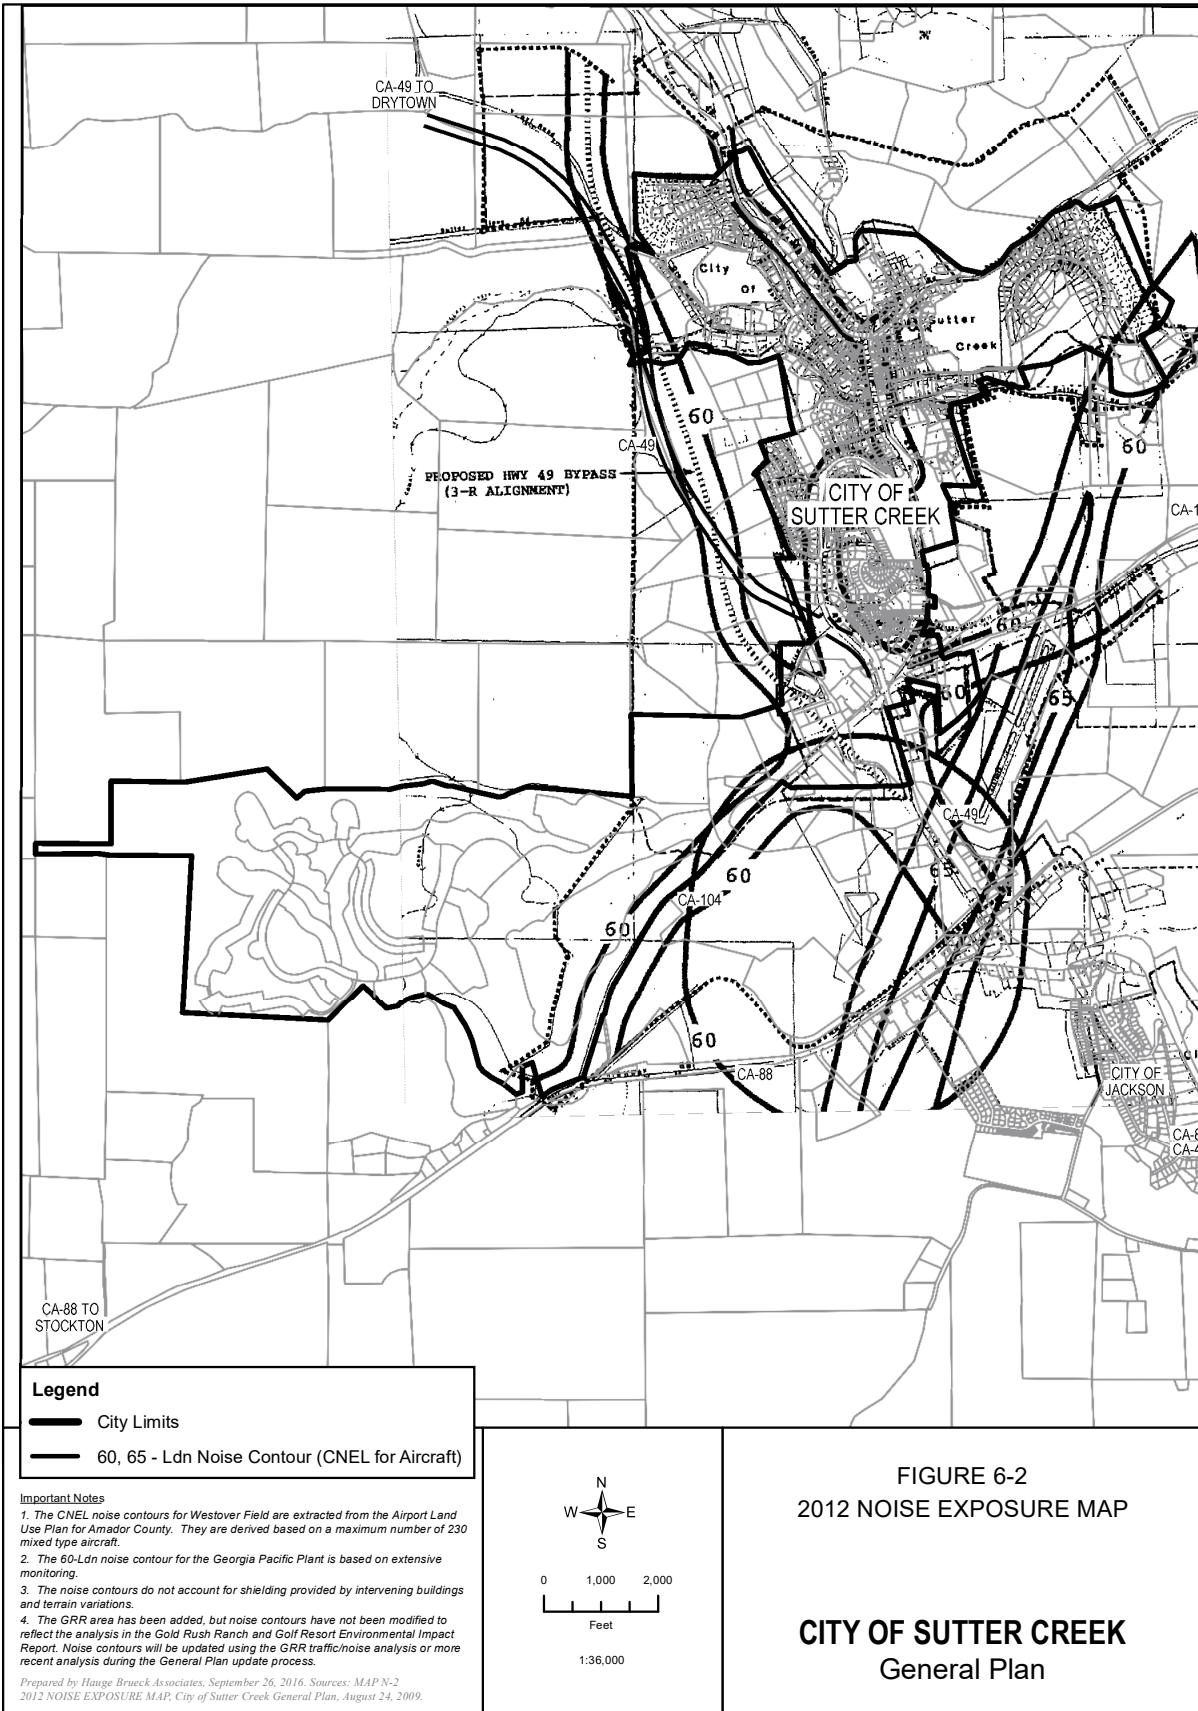 CA-49 TO
DRYTOWN
City
Of
Sutter
Creek
60
CA-49
60
PROPOSED HWY 49 BYPASS
(3-R ALIGNMENT)
CITY OF
SUTTER CREEK
CA-1
60
60
65
CA-49
65
60
CA-104
60
60
CA-88
CITY OF
JACKSON
CI
CA-8
CA-4
CA-88 TO
STOCKTON
Legend
City Limits
60, 65 - Ldn Noise Contour (CNEL for Aircraft)
Important Notes
1. The CNEL noise contours for Westover Field are extracted from the Airport Land
Use Plan for Amador County. They are derived based on a maximum number of 230
mixed type aircraft.
2. The 60-Ldn noise contour for the Georgia Pacific Plant is based on extensive
monitoring.
3. The noise contours do not account for shielding provided by intervening buildings
and terrain variations.
4. The GRR area has been added, but noise contours have not been modified to
reflect the analysis in the Gold Rush Ranch and Golf Resort Environmental Impact
Report. Noise contours will be updated using the GRR traffic/noise analysis or more
recent analysis during the General Plan update process.
Prepared by Hauge Brueck Associates, September 26, 2016. Sources: MAP N-2
2012 NOISE EXPOSURE MAP, City of Sutter Creek General Plan, August 24, 2009.
N
W E
S
0 1,000 2,000
Feet
1:36,000
FIGURE 6-2
2012 NOISE EXPOSURE MAP
CITY OF SUTTER CREEK
General Plan